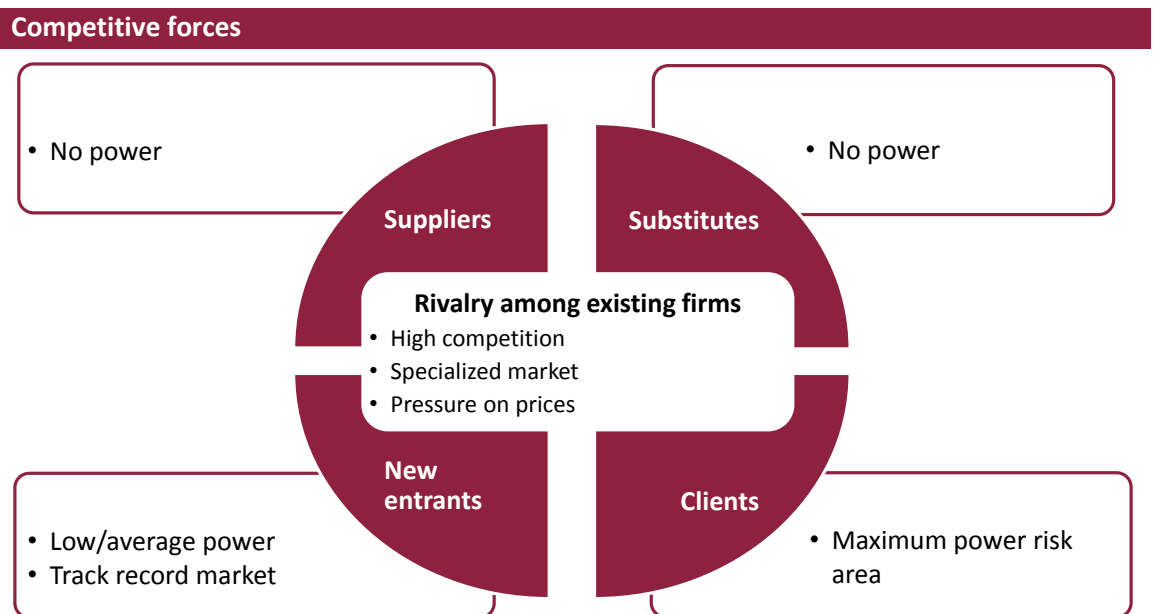 Competitive forces
• No power
• No power
Suppliers
Substitutes
Rivalry among existing firms
• High competition
• Specialized market
• Pressure on prices
New
entrants
Clients
• Low/average power
• Track record market
• Maximum power risk
area